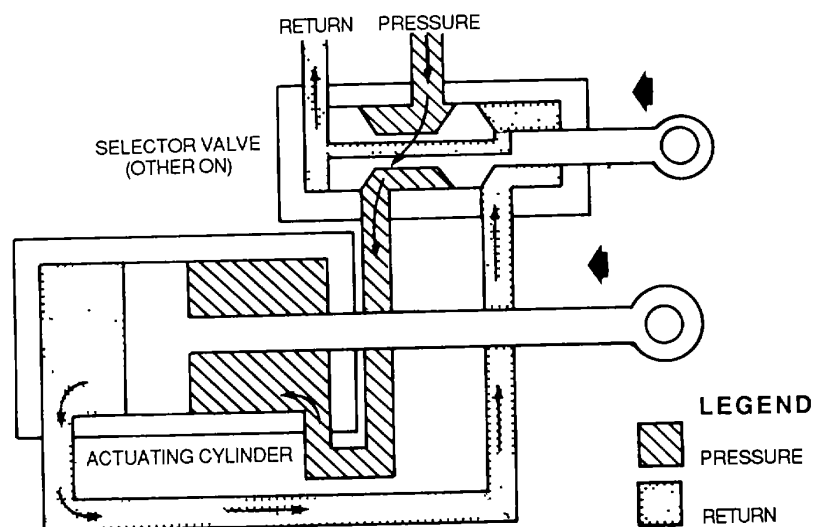 RETURN PRESSURE
SELECTOR VALVE
(OTHER ON)
ACTUATING CYLINDER
LEGEND
PRESSURE
RETURN